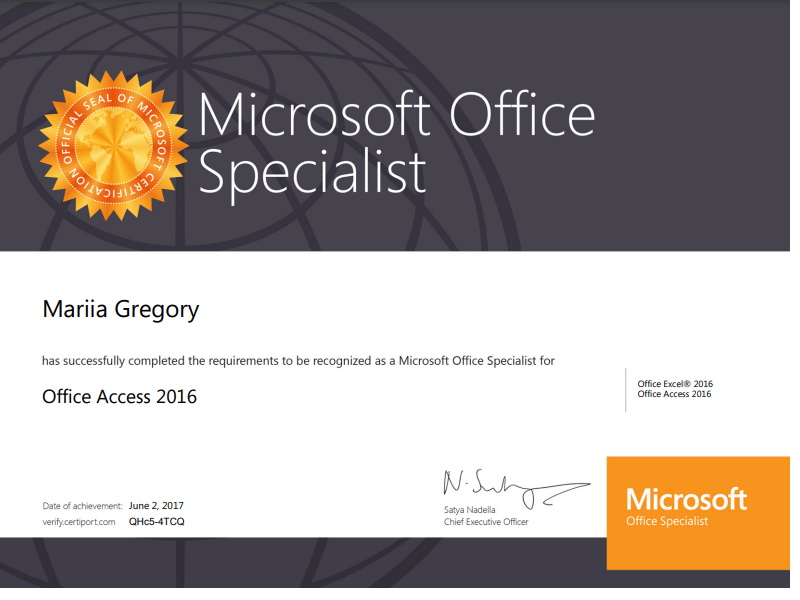 OFFICIAL SEAL OF MICROSOFT CERTIFICATION
Microsoft Office
Specialist
Mariia Gregory
has successfully completed the requirements to be recognized as a Microsoft Office Specialist for
Office Access 2016
Office Excel® 2016
Office Access 2016
Date of achievement: June 2, 2017
verify.certiport.com QHc5-4TCQ
Satya Nadella
Chief Executive Officer
Microsoft
Office Specialist